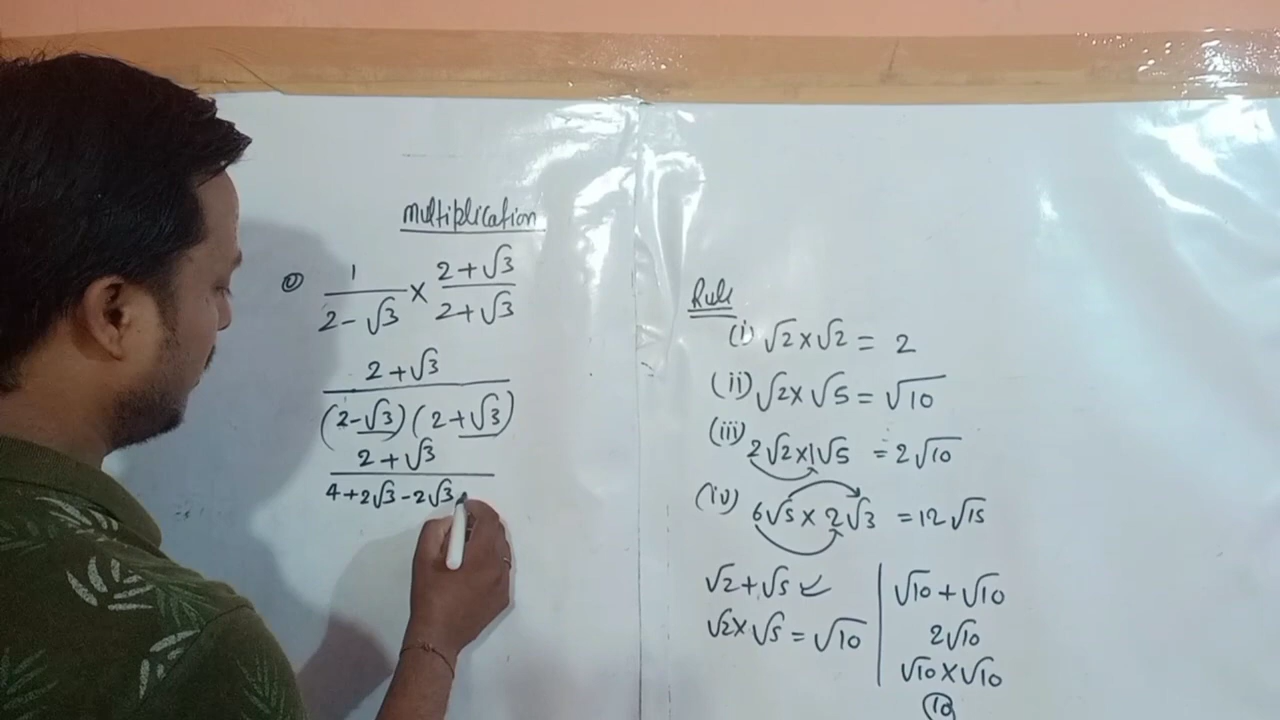 Multiplication
(i) 1/(2-√3) × (2+√3)/(2+√3)
(2+√3)/((2-√3)(2+√3))
(2+√3)/(4+2√3-2√3
Rule
(i) √2×√2 = 2
(ii) √2×√5 = √10
(iii) 2√2×1√5 = 2√10
(iv) 6√5 × 2√3 = 12√15
√2+√5
√2×√5 = √10
√10+√10
2√10
√10×√10
10